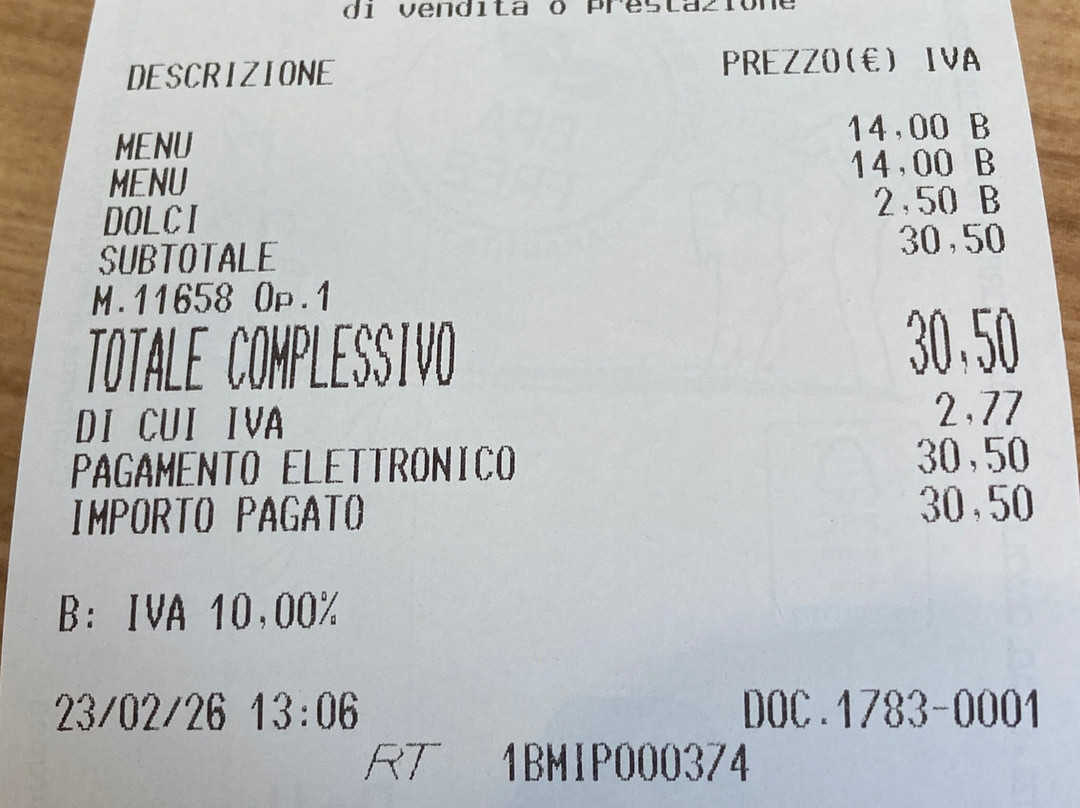 di vendita o prestazione
DESCRIZIONE PREZZO(€) IVA
MENU 14,00 B
MENU 14,00 B
DOLCI 2,50 B
SUBTOTALE 30,50
M.11658 Op.1
TOTALE COMPLESSIVO 30,50
DI CUI IVA 2,77
PAGAMENTO ELETTRONICO 30,50
IMPORTO PAGATO 30,50
B: IVA 10,00%
23/02/26 13:06 DOC.1783-0001
RT 1BMIP000374